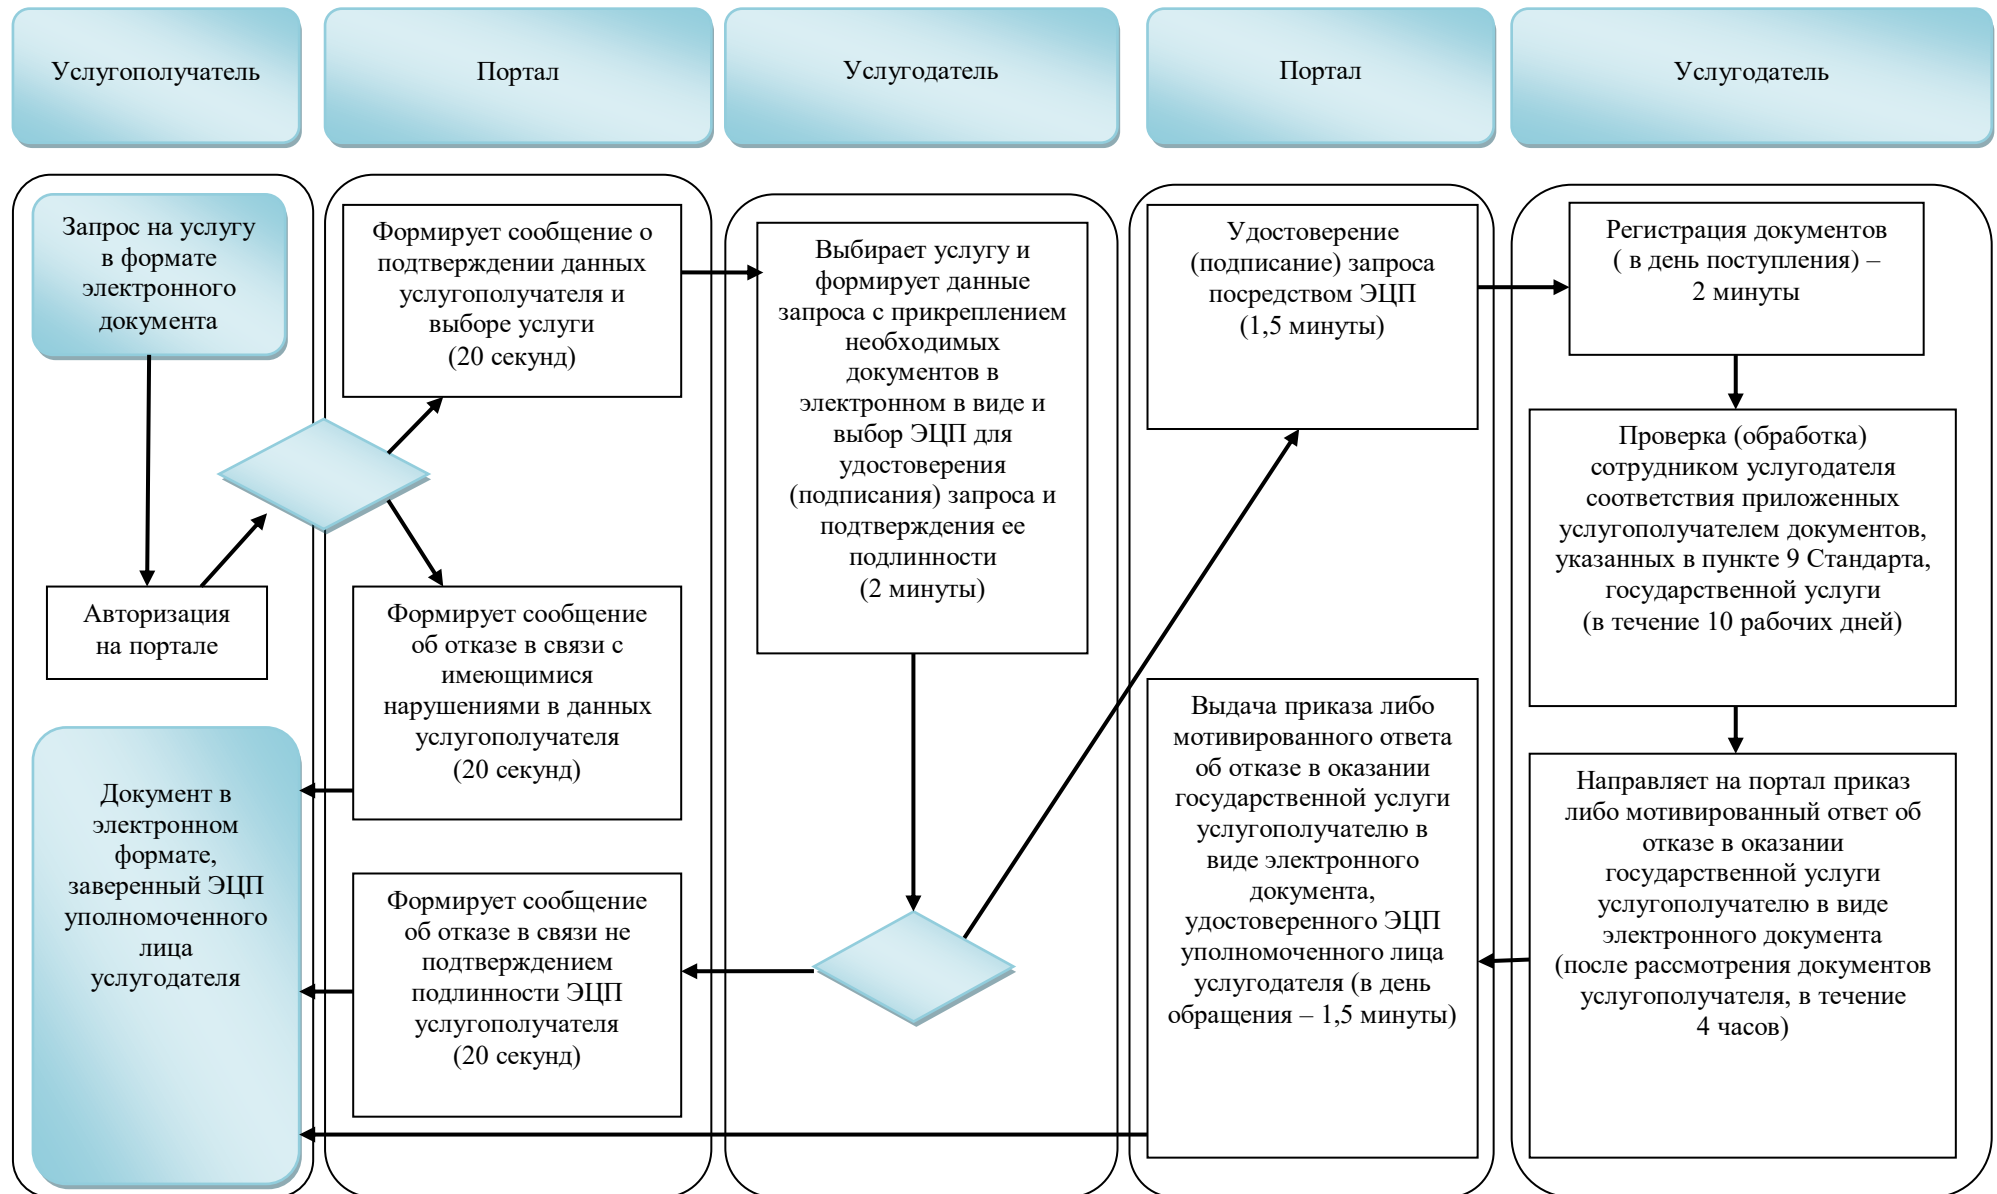 Услугополучатель
Портал
Услугодатель
Портал
Услугодатель
Запрос на услугу
в формате
электронного
документа
Авторизация
на портале
Документ в
электронном
формате,
заверенный ЭЦП
уполномоченного
лица
услугодателя
Формирует сообщение о
подтверждении данных
услугополучателя и
выборе услуги
(20 секунд)
Формирует сообщение
об отказе в связи с
имеющимися
нарушениями в данных
услугополучателя
(20 секунд)
Формирует сообщение
об отказе в связи не
подтверждением
подлинности ЭЦП
услугополучателя
(20 секунд)
Выбирает услугу и
формирует данные
запроса с прикреплением
необходимых
документов в
электронном в виде и
выбор ЭЦП для
удостоверения
(подписания) запроса и
подтверждения ее
подлинности
(2 минуты)
Удостоверение
(подписание) запроса
посредством ЭЦП
(1,5 минуты)
Выдача приказа либо
мотивированного ответа
об отказе в оказании
государственной услуги
услугополучателю в
виде электронного
документа,
удостоверенного ЭЦП
уполномоченного лица
услугодателя (в день
обращения – 1,5 минуты)
Регистрация документов
( в день поступления) –
2 минуты
Проверка (обработка)
сотрудником услугодателя
соответствия приложенных
услугополучателем документов,
указанных в пункте 9 Стандарта,
государственной услуги
(в течение 10 рабочих дней)
Направляет на портал приказ
либо мотивированный ответ об
отказе в оказании
государственной услуги
услугополучателю в виде
электронного документа
(после рассмотрения документов
услугополучателя, в течение
4 часов)